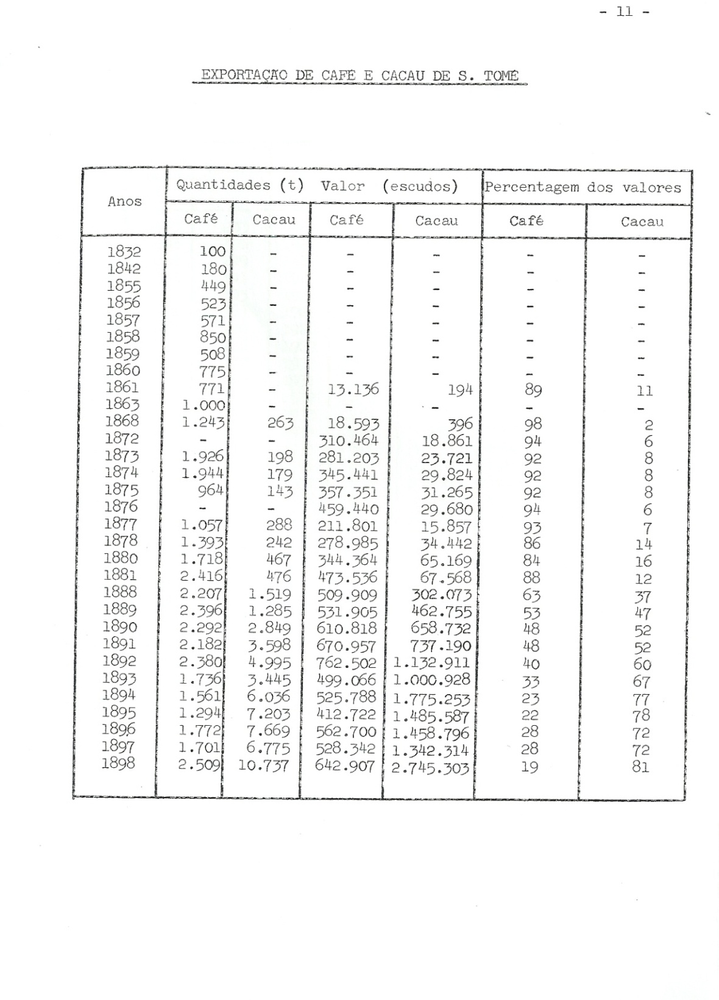 - 11 -
EXPORTAÇÃO DE CAFÉ E CACAU DE S. TOMÉ
Anos Quantidades (t) Valor (escudos) Percentagem dos valores
Café Cacau Café Cacau Café Cacau
1832 100 - - - - -
1842 180 - - - - -
1855 449 - - - - -
1856 523 - - - - -
1857 571 - - - - -
1858 850 - - - - -
1859 508 - - - - -
1860 775 - - - - -
1861 771 - 13.136 194 89 11
1863 1.000 - - - - -
1868 1.243 263 18.593 396 98 2
1872 - - 310.464 18.861 94 6
1873 1.926 198 281.203 23.721 92 8
1874 1.944 179 345.441 29.824 92 8
1875 964 143 357.351 31.265 92 8
1876 - - 459.440 29.680 94 6
1877 1.057 288 211.801 15.857 93 7
1878 1.393 242 278.985 34.442 86 14
1880 1.718 467 344.364 65.169 84 16
1881 2.416 476 473.536 67.568 88 12
1888 2.207 1.519 509.909 302.073 63 37
1889 2.396 1.285 531.905 462.755 53 47
1890 2.292 2.849 610.818 658.732 48 52
1891 2.182 3.598 670.957 737.190 48 52
1892 2.380 4.995 762.502 1.132.911 40 60
1893 1.736 3.445 499.066 1.000.928 33 67
1894 1.561 6.036 525.788 1.775.253 23 77
1895 1.294 7.203 412.722 1.485.587 22 78
1896 1.772 7.669 562.700 1.458.796 28 72
1897 1.701 6.775 528.342 1.342.314 28 72
1898 2.509 10.737 642.907 2.745.303 19 81